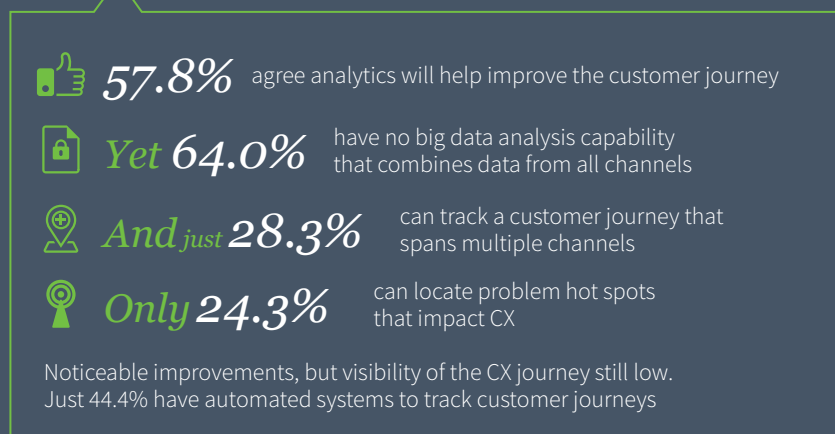 57.8% agree analytics will help improve the customer journey
Yet 64.0% have no big data analysis capability
that combines data from all channels
And just 28.3% can track a customer journey that
spans multiple channels
Only 24.3% can locate problem hot spots
that impact CX
Noticeable improvements, but visibility of the CX journey still low.
Just 44.4% have automated systems to track customer journeys